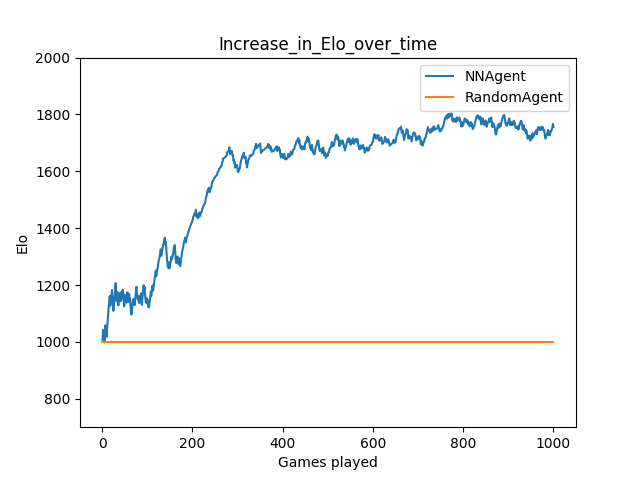 Increase_in_Elo_over_time
NNAgent
RandomAgent
2000
1800
1600
1400
1200
1000
800
Elo
0 200 400 600 800 1000
Games played